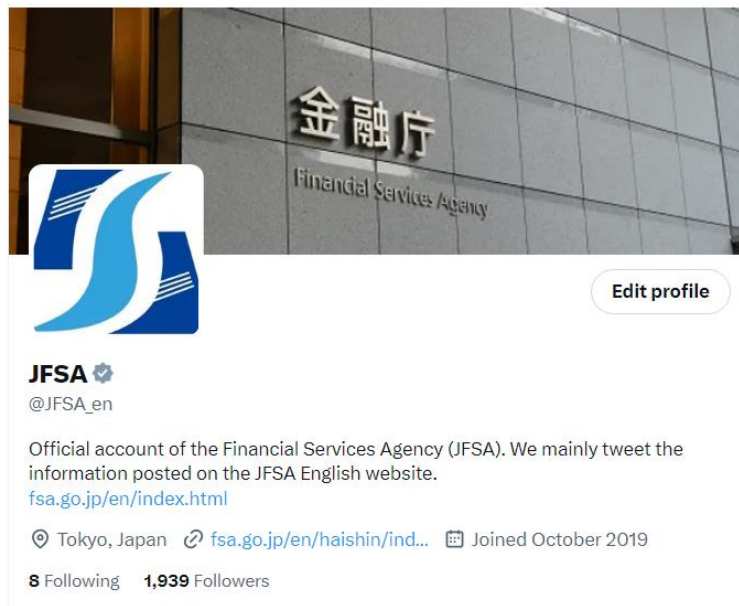 金融庁
Financial Services Agency
Edit profile
JFSA
@JFSA_en
Official account of the Financial Services Agency (JFSA). We mainly tweet the
information posted on the JFSA English website.
fsa.go.jp/en/index.html
Tokyo, Japan fsa.go.jp/en/haishin/ind... Joined October 2019
8 Following 1,939 Followers